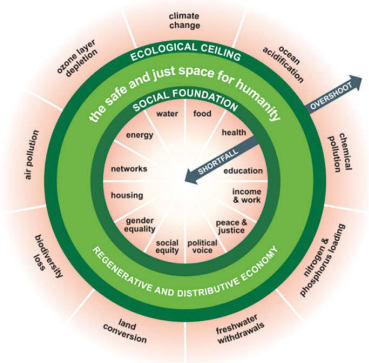 climate
change
ocean
acidification
chemical
pollution
nitrogen &
phosphorus loading
freshwater
withdrawals
land
conversion
biodiversity
loss
air pollution
ozone layer
depletion
OVERSHOOT
ECOLOGICAL CEILING
the safe and just space for humanity
SOCIAL FOUNDATION
water
food
health
education
income
& work
peace &
justice
political
voice
social
equity
gender
equality
housing
networks
energy
SHORTFALL
REGENERATIVE AND DISTRIBUTIVE ECONOMY